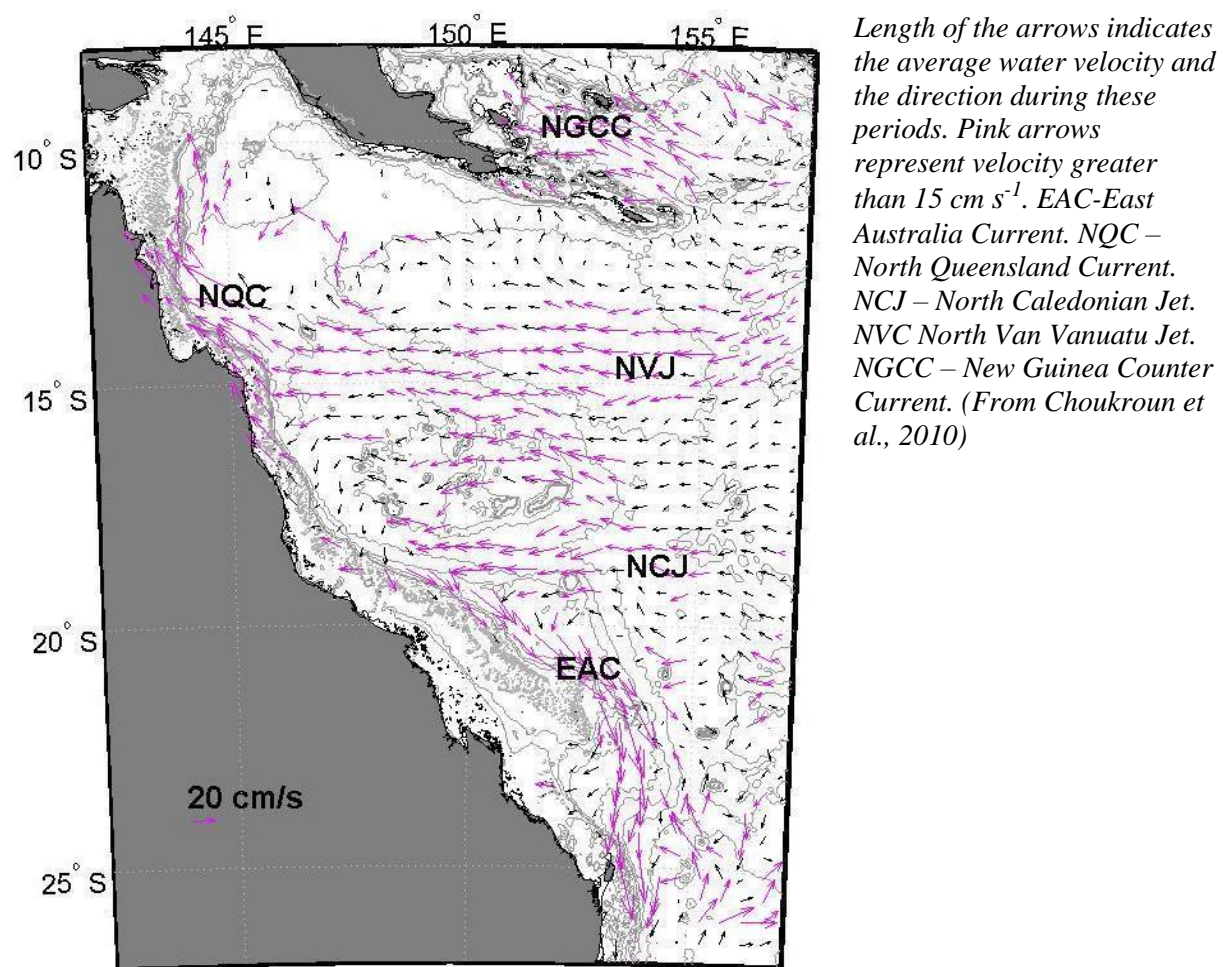 145° E
150° E
155° E
10° S
15° S
20° S
25° S
NGCC
NQC
NVJ
NCJ
EAC
20 cm/s
Length of the arrows indicates
the average water velocity and
the direction during these
periods. Pink arrows
represent velocity greater
than 15 cm s⁻¹. EAC-East
Australia Current. NQC –
North Queensland Current.
NCJ – North Caledonian Jet.
NVC North Van Vanuatu Jet.
NGCC – New Guinea Counter
Current. (From Choukroun et
al., 2010)